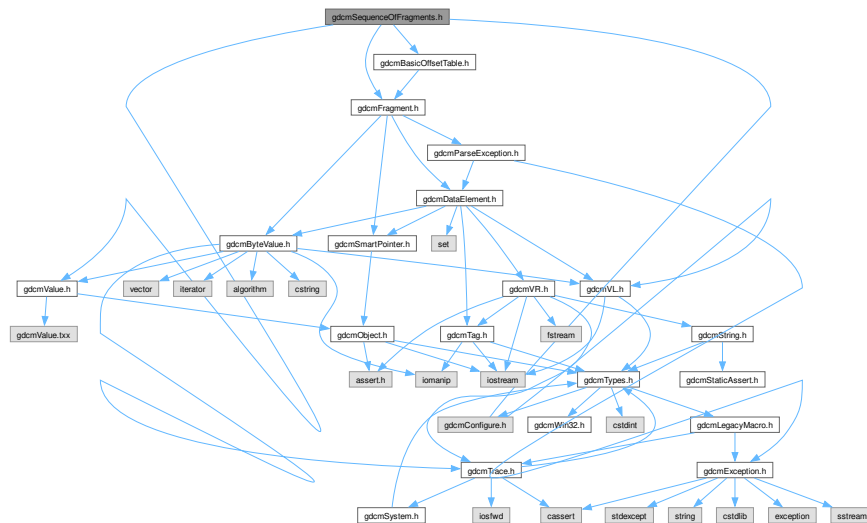 gdcmSequenceOfFragments.h
gdcmBasicOffsetTable.h
gdcmFragment.h
gdcmParseException.h
gdcmDataElement.h
gdcmByteValue.h
gdcmSmartPointer.h
set
gdcmValue.h
vector
iterator
algorithm
cstring
gdcmVR.h
gdcmVL.h
gdcmValue.txx
gdcmObject.h
gdcmTag.h
fstream
gdcmString.h
assert.h
iomanip
iostream
gdcmTypes.h
gdcmStaticAssert.h
gdcmConfigure.h
gdcmWin32.h
cstdint
gdcmLegacyMacro.h
gdcmTrace.h
gdcmException.h
gdcmSystem.h
iosfwd
cassert
stdexcept
string
cstdlib
exception
sstream